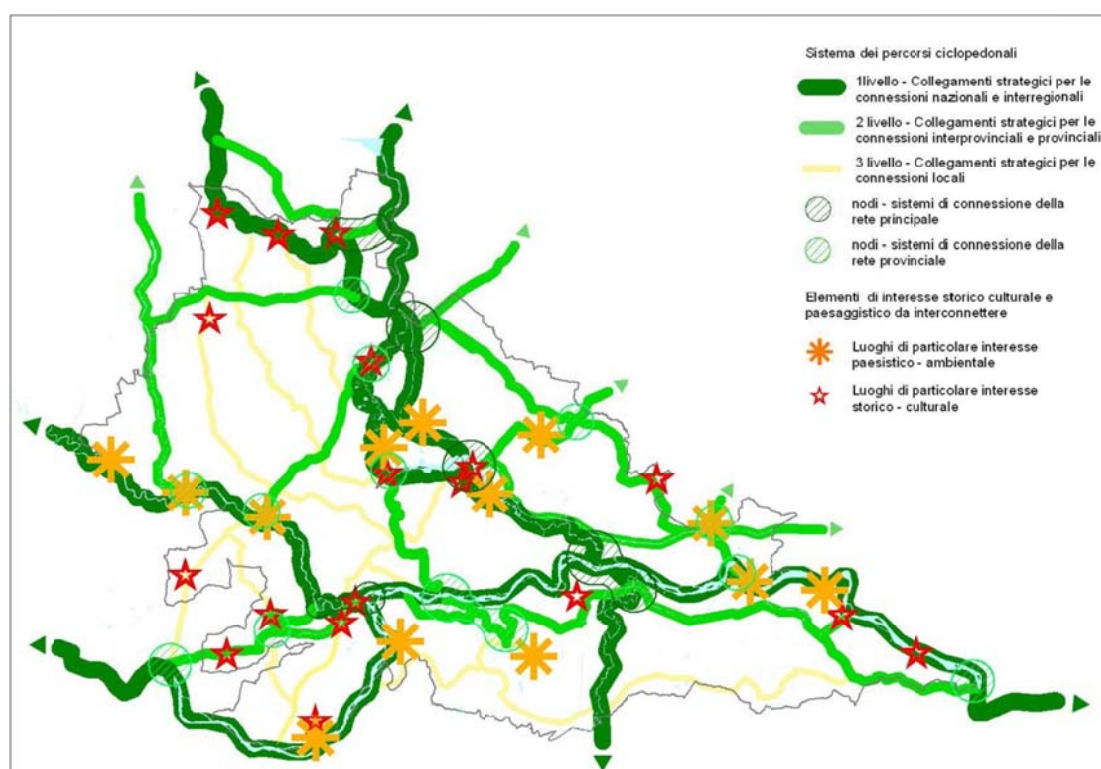 Sistema dei percorsi ciclopedonali
1livello - Collegamenti strategici per le
connessioni nazionali e interregionali
2 livello - Collegamenti strategici per le
connessioni interprovinciali e provinciali
3 livello - Collegamenti strategici per le
connessioni locali
nodi - sistemi di connessione della
rete principale
nodi - sistemi di connessione della
rete provinciale
Elementi di interesse storico culturale e
paesaggistico da interconnettere
Luoghi di particolare interesse
paesistico - ambientale
Luoghi di particolare interesse
storico - culturale